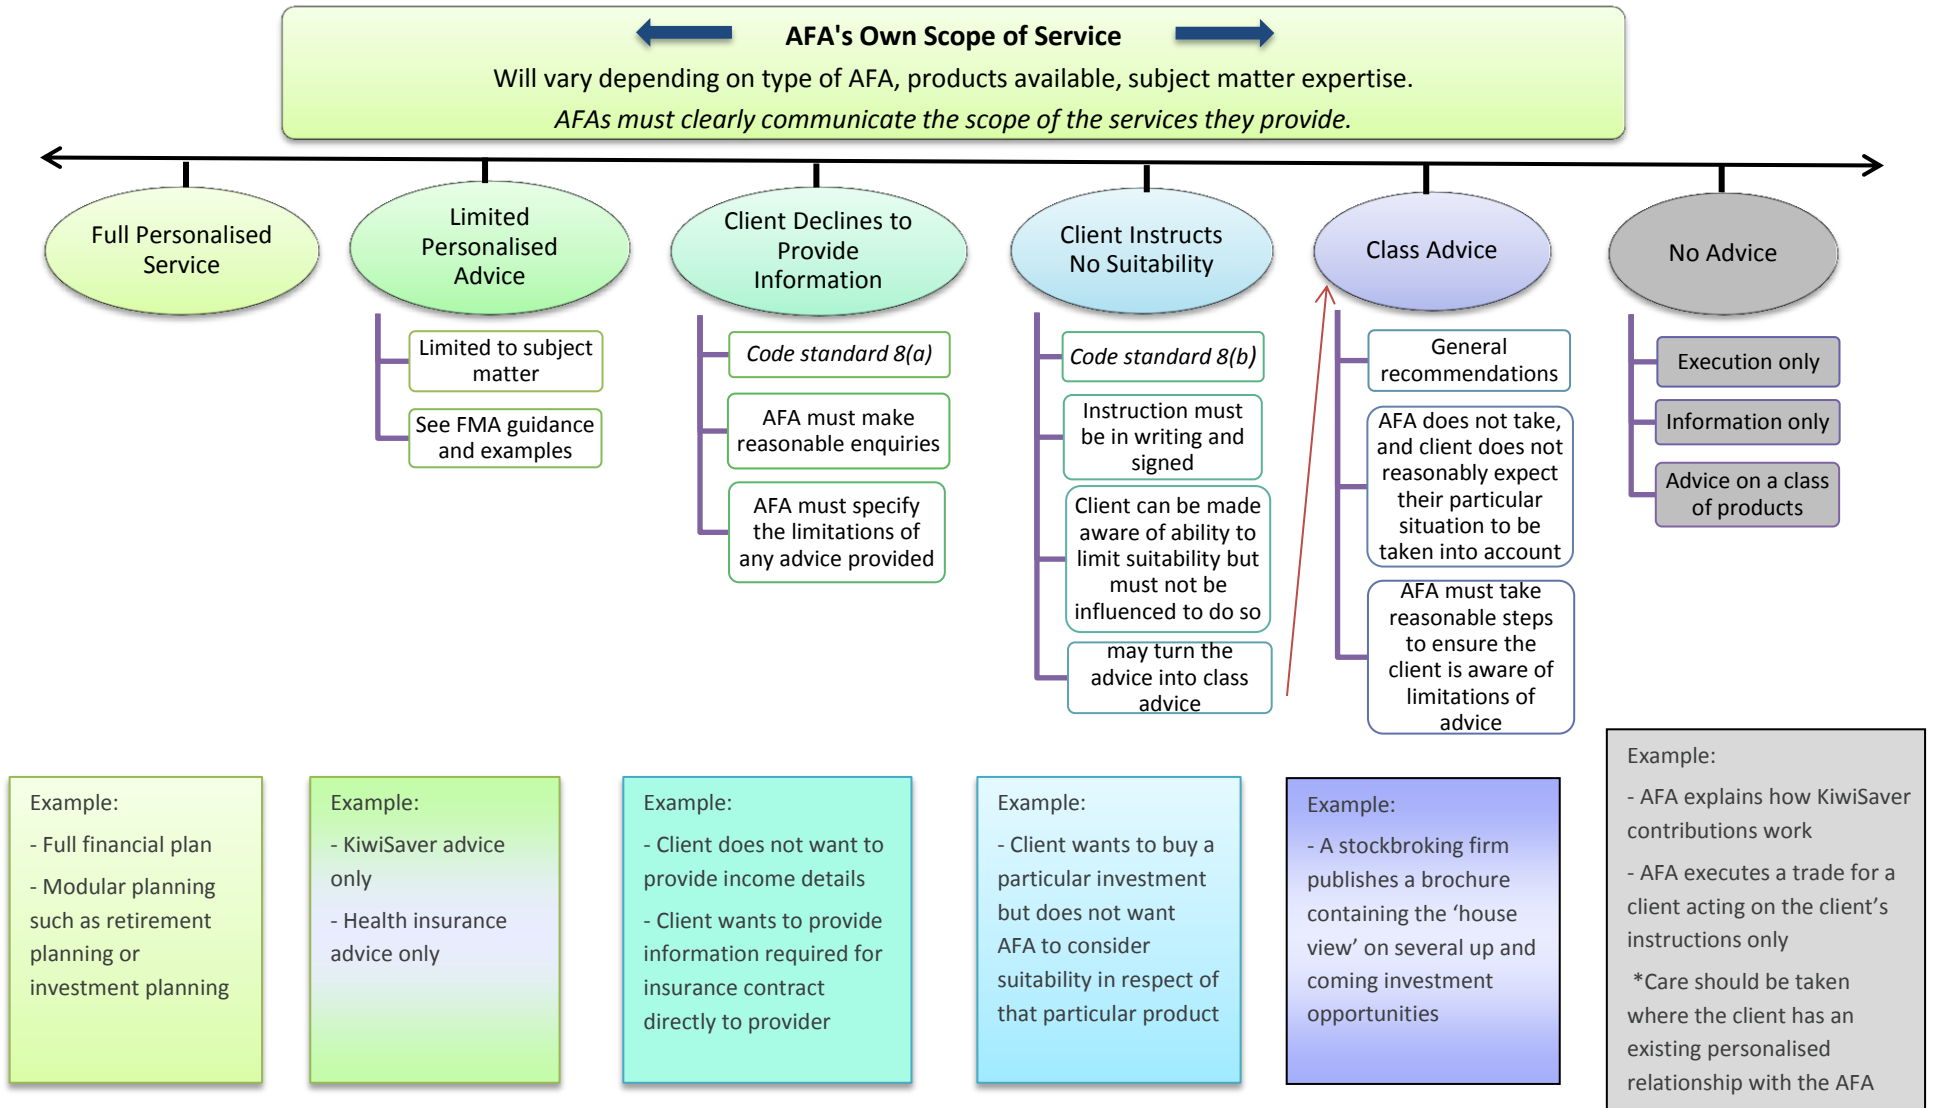 AFA's Own Scope of Service
Will vary depending on type of AFA, products available, subject matter expertise.
AFAs must clearly communicate the scope of the services they provide.
Full Personalised
Service
Limited
Personalised
Advice
Client Declines to
Provide
Information
Client Instructs
No Suitability
Class Advice
No Advice
Limited to subject
matter
See FMA guidance
and examples
Code standard 8(a)
AFA must make
reasonable enquiries
AFA must specify
the limitations of
any advice provided
Code standard 8(b)
Instruction must
be in writing and
signed
Client can be made
aware of ability to
limit suitability but
must not be
influenced to do so
may turn the
advice into class
advice
General
recommendations
AFA does not take,
and client does not
reasonably expect
their particular
situation to be
taken into account
AFA must take
reasonable steps
to ensure the
client is aware of
limitations of
advice
Execution only
Information only
Advice on a class
of products
Example:
- Full financial plan
- Modular planning
such as retirement
planning or
investment planning
Example:
- KiwiSaver advice
only
- Health insurance
advice only
Example:
- Client does not want to
provide income details
- Client wants to provide
information required for
insurance contract
directly to provider
Example:
- Client wants to buy a
particular investment
but does not want
AFA to consider
suitability in respect of
that particular product
Example:
- A stockbroking firm
publishes a brochure
containing the ‘house
view’ on several up and
coming investment
opportunities
Example:
- AFA explains how KiwiSaver
contributions work
- AFA executes a trade for a
client acting on the client’s
instructions only
*Care should be taken
where the client has an
existing personalised
relationship with the AFA